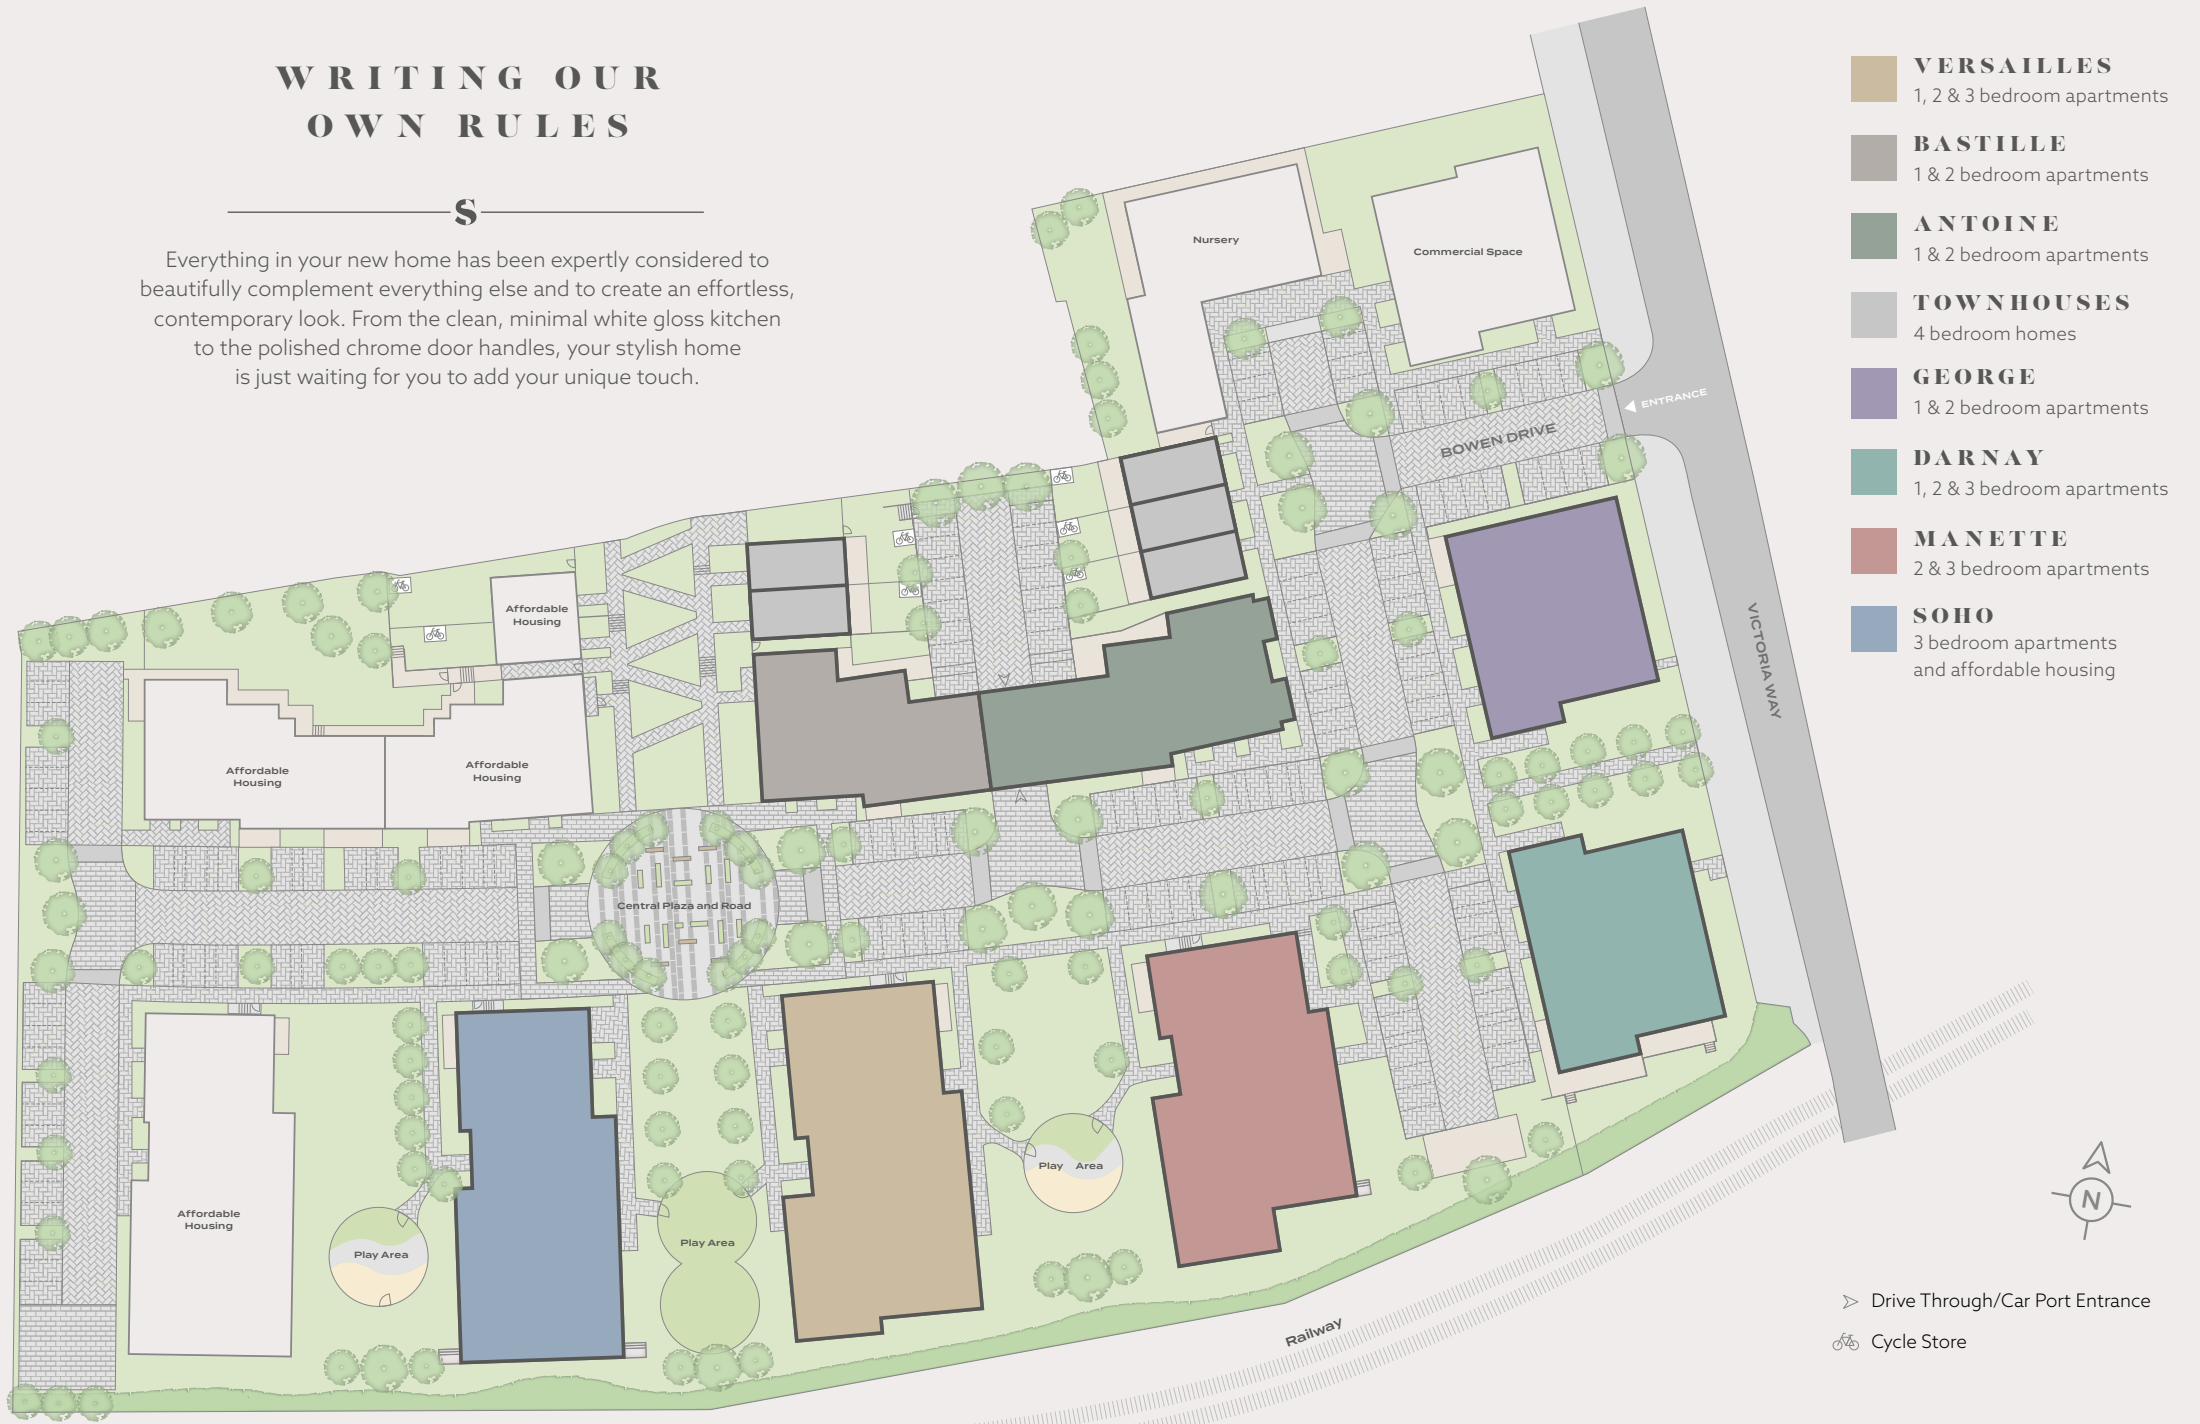 WRITING OUR
OWN RULES
S
Everything in your new home has been expertly considered to
beautifully complement everything else and to create an effortless,
contemporary look. From the clean, minimal white gloss kitchen
to the polished chrome door handles, your stylish home
is just waiting for you to add your unique touch.
VERSAILLES
1, 2 & 3 bedroom apartments
BASTILLE
1 & 2 bedroom apartments
ANTOINE
1 & 2 bedroom apartments
TOWNHOUSES
4 bedroom homes
GEORGE
1 & 2 bedroom apartments
DARNAY
1, 2 & 3 bedroom apartments
MANETTE
2 & 3 bedroom apartments
SOHO
3 bedroom apartments
and affordable housing
Nursery
Commercial Space
ENTRANCE
BOWEN DRIVE
VICTORIA WAY
Affordable
Housing
Affordable
Housing
Affordable
Housing
Central Plaza and Road
Play Area
Affordable
Housing
Play Area
Play Area
Railway
N
Drive Through/Car Port Entrance
Cycle Store